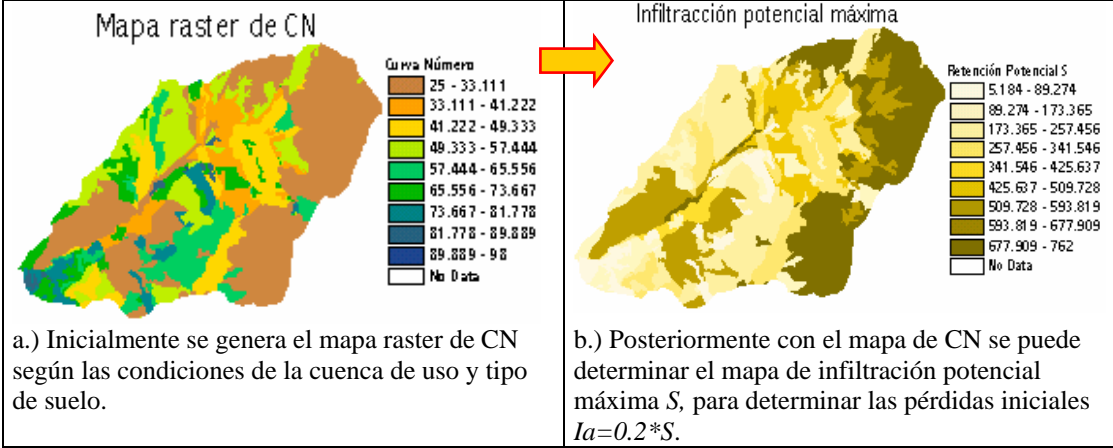 Mapa raster de CN
Curva Número
25 - 33.111
33.111 - 41.222
41.222 - 49.333
49.333 - 57.444
57.444 - 65.556
65.556 - 73.667
73.667 - 81.778
81.778 - 89.889
89.889 - 98
No Data
a.) Inicialmente se genera el mapa raster de CN
según las condiciones de la cuenca de uso y tipo
de suelo.
Infiltracción potencial máxima
Retención Potencial S
5.184 - 89.274
89.274 - 173.365
173.365 - 257.456
257.456 - 341.546
341.546 - 425.637
425.637 - 509.728
509.728 - 593.819
593.819 - 677.909
677.909 - 762
No Data
b.) Posteriormente con el mapa de CN se puede
determinar el mapa de infiltración potencial
máxima S, para determinar las pérdidas iniciales
Ia=0.2*S.